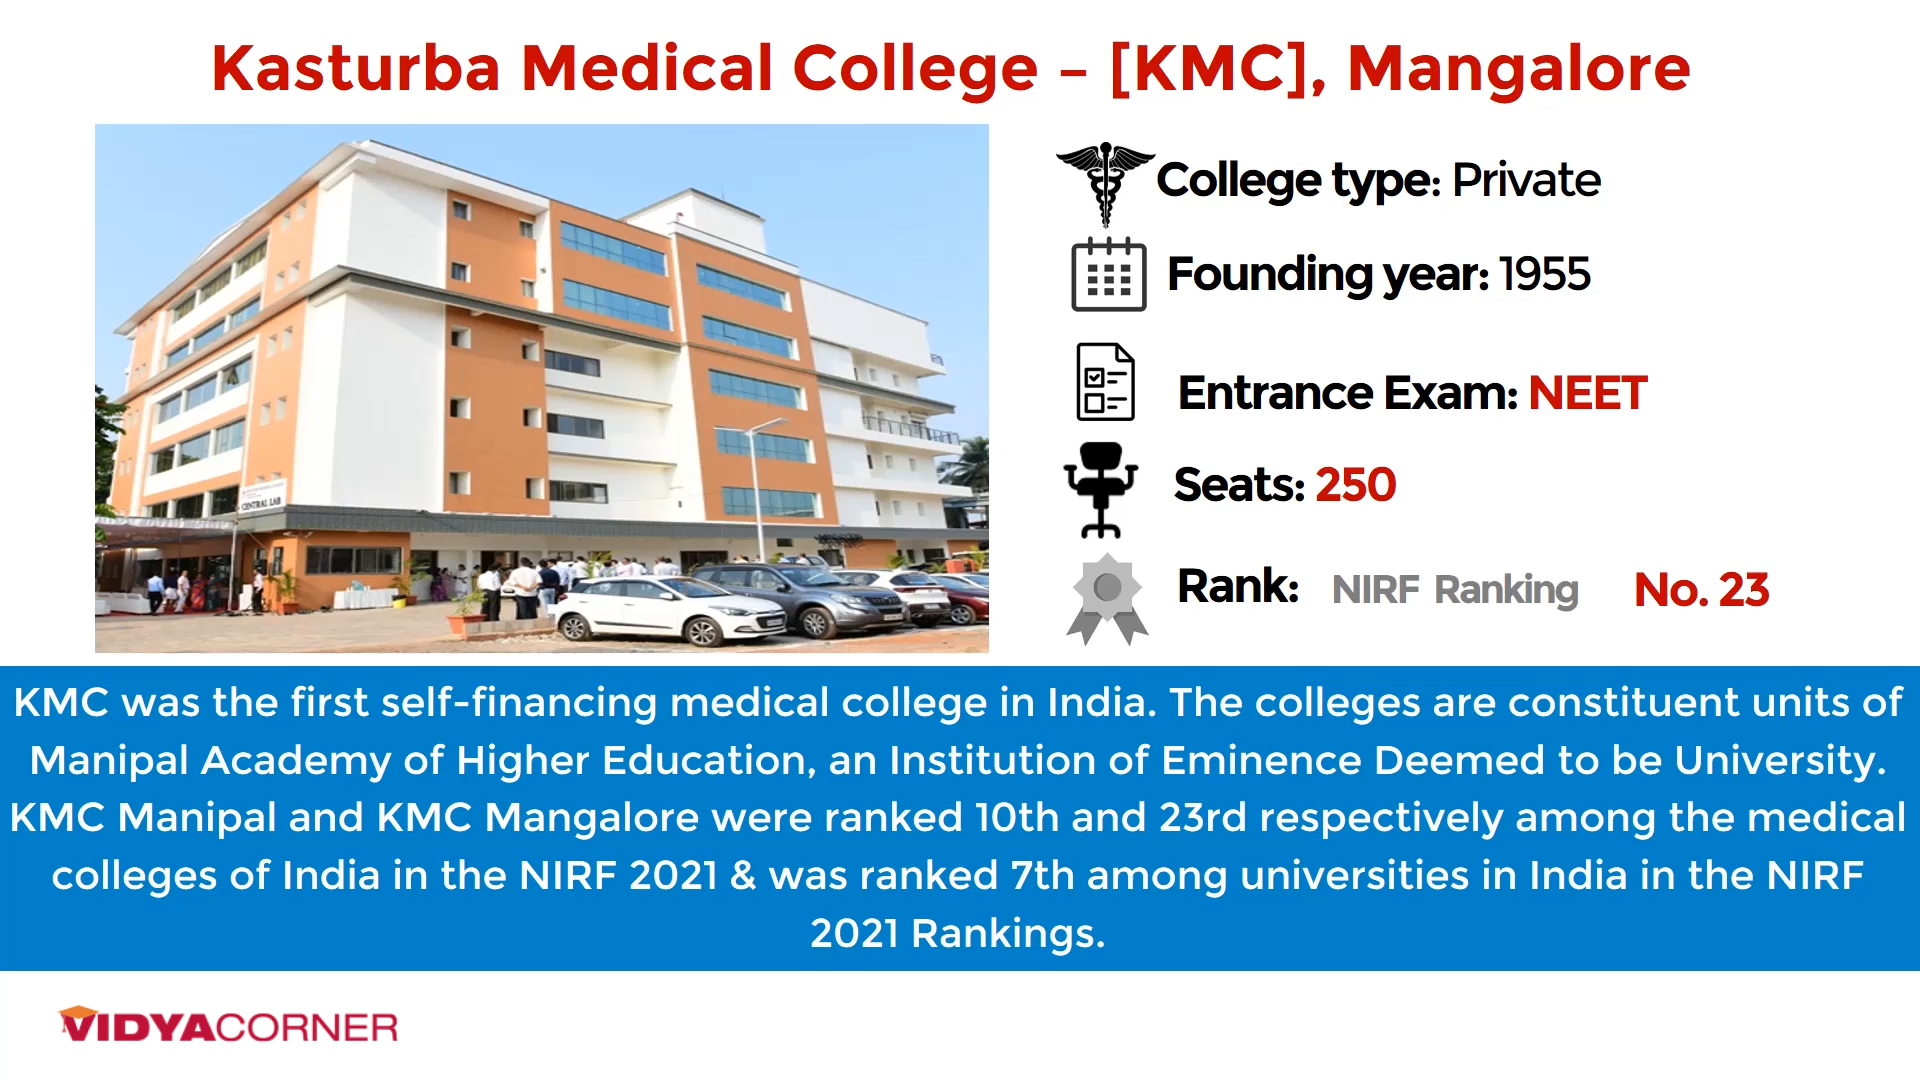 Kasturba Medical College – [KMC], Mangalore
College type: Private
Founding year: 1955
Entrance Exam: NEET
Seats: 250
Rank: NIRF Ranking No. 23
CENTRAL LAB
KMC was the first self-financing medical college in India. The colleges are constituent units of
Manipal Academy of Higher Education, an Institution of Eminence Deemed to be University.
KMC Manipal and KMC Mangalore were ranked 10th and 23rd respectively among the medical
colleges of India in the NIRF 2021 & was ranked 7th among universities in India in the NIRF
2021 Rankings.
VIDYACORNER